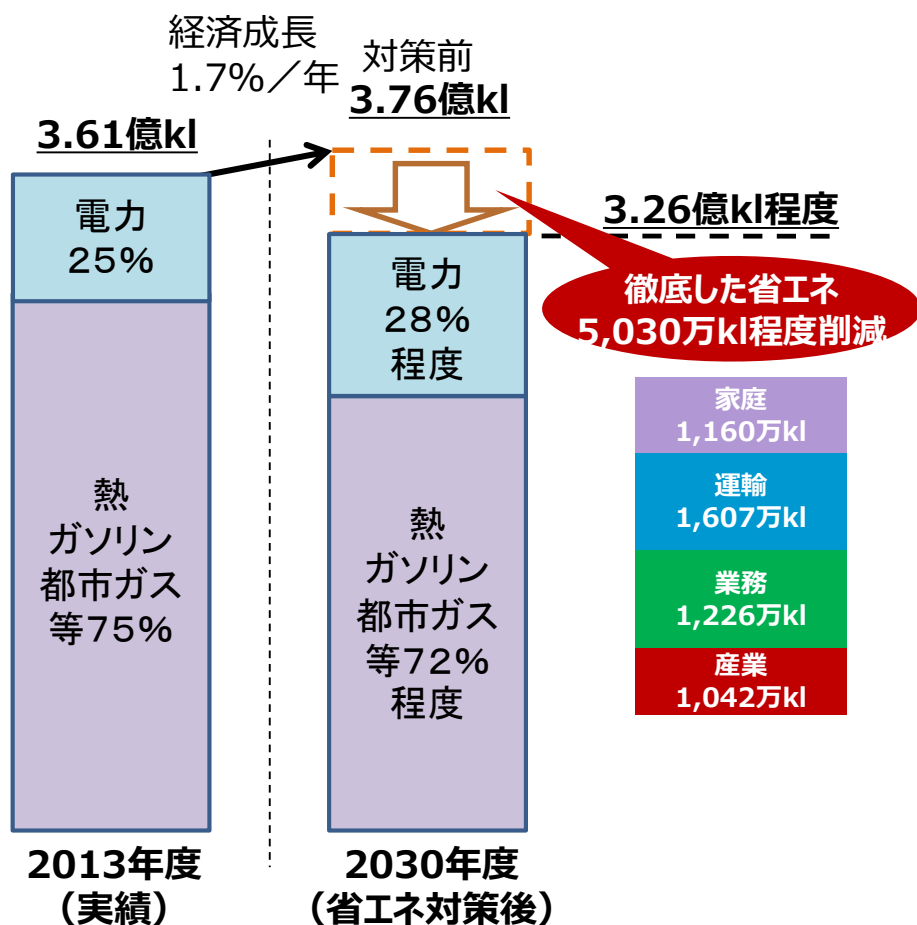 経済成長
1.7%／年
対策前
3.76億kl
3.61億kl
電力
25%
熱
ガソリン
都市ガス
等75%
2013年度
（実績）
電力
28%
程度
熱
ガソリン
都市ガス
等72%
程度
2030年度
（省エネ対策後）
3.26億kl程度
徹底した省エネ
5,030万kl程度削減
家庭
1,160万kl
運輸
1,607万kl
業務
1,226万kl
産業
1,042万kl